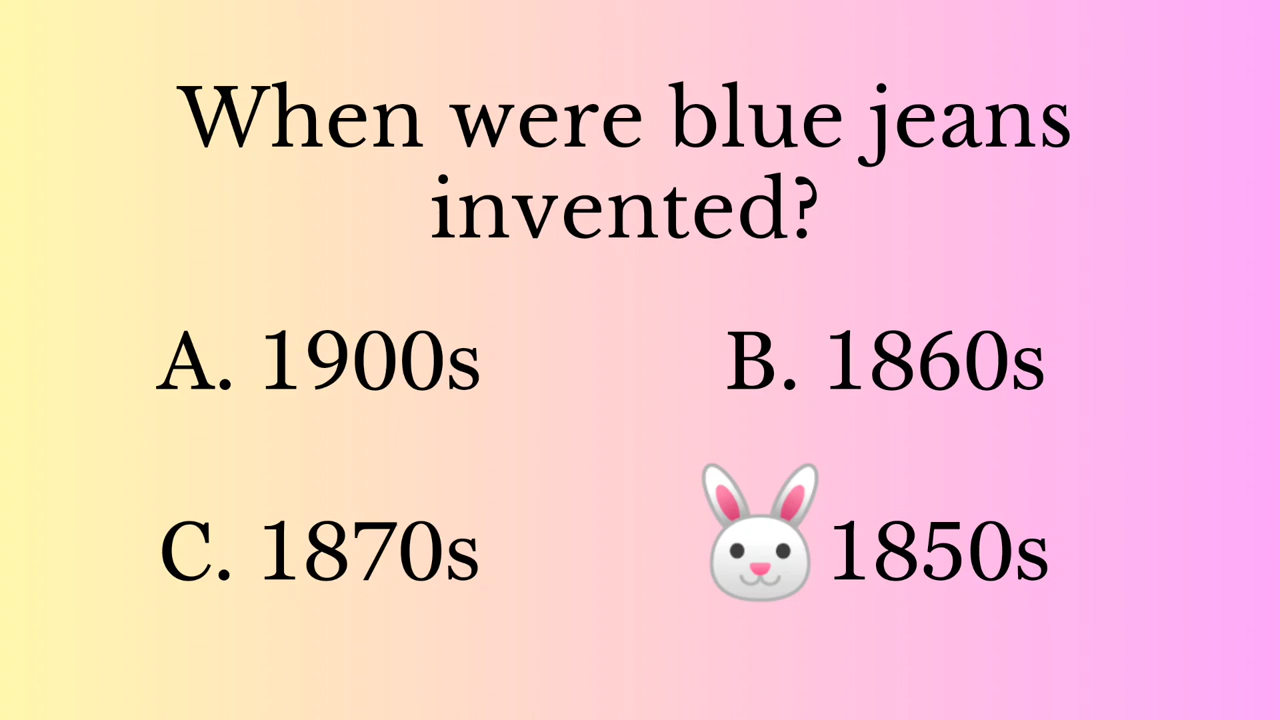 When were blue jeans
invented?
A. 1900s
B. 1860s
C. 1870s
1850s